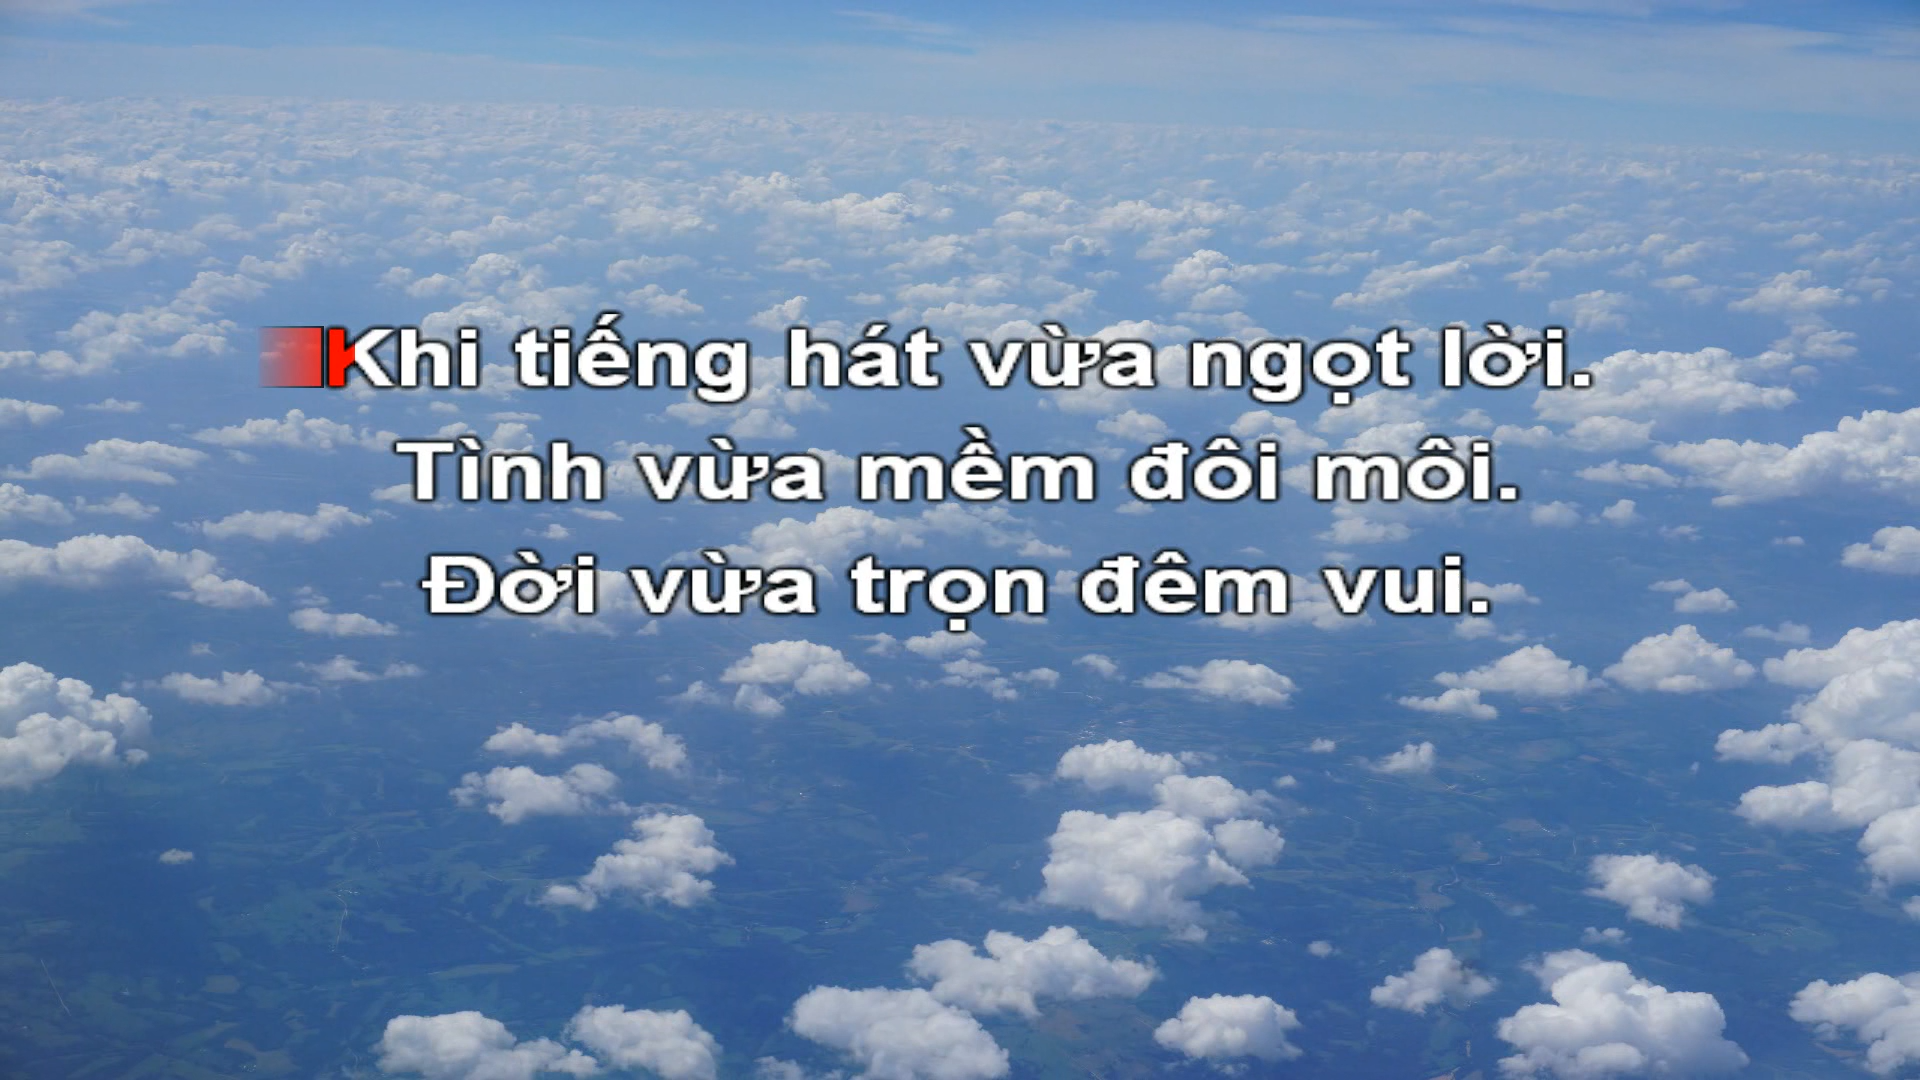 Khi tiếng hát vừa ngọt lời.
Tình vừa mềm đôi môi.
Đời vừa trọn đêm vui.